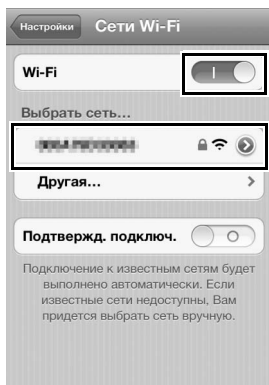 Настройки
Сети Wi-Fi
Wi-Fi
Выбрать сеть...
Другая...
Подтвержд. подключ.
Подключение к известным сетям будет
выполнено автоматически. Если
известные сети недоступны, Вам
придется выбрать сеть вручную.